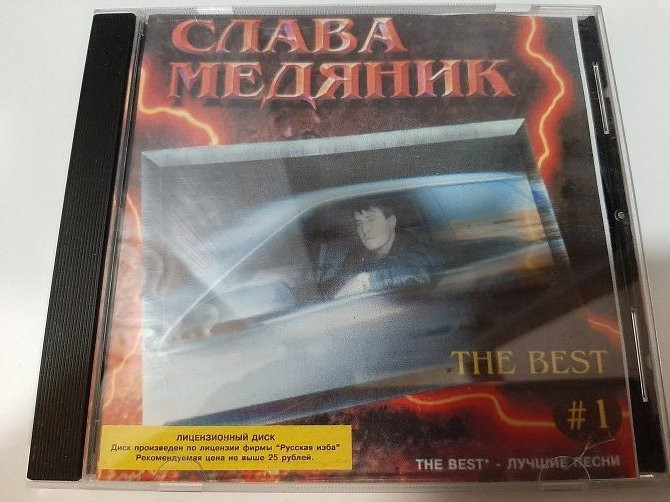 СЛАВА
МЕДЯНИК
THE BEST
# 1
ЛИЦЕНЗИОННЫЙ ДИСК
Диск произведен по лицензии фирмы "Русская изба"
Рекомендуемая цена не выше 25 рублей.
THE BEST* - ЛУЧШИЕ ПЕСНИ